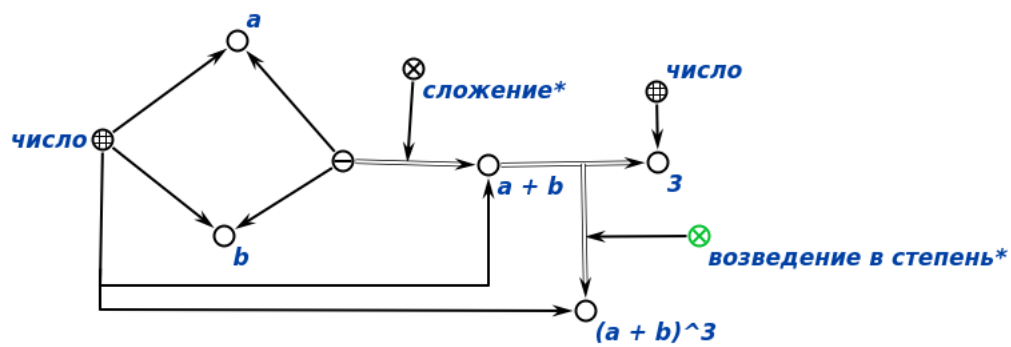 a
число
сложение*
число
a + b
3
b
возведение в степень*
(a + b)^3